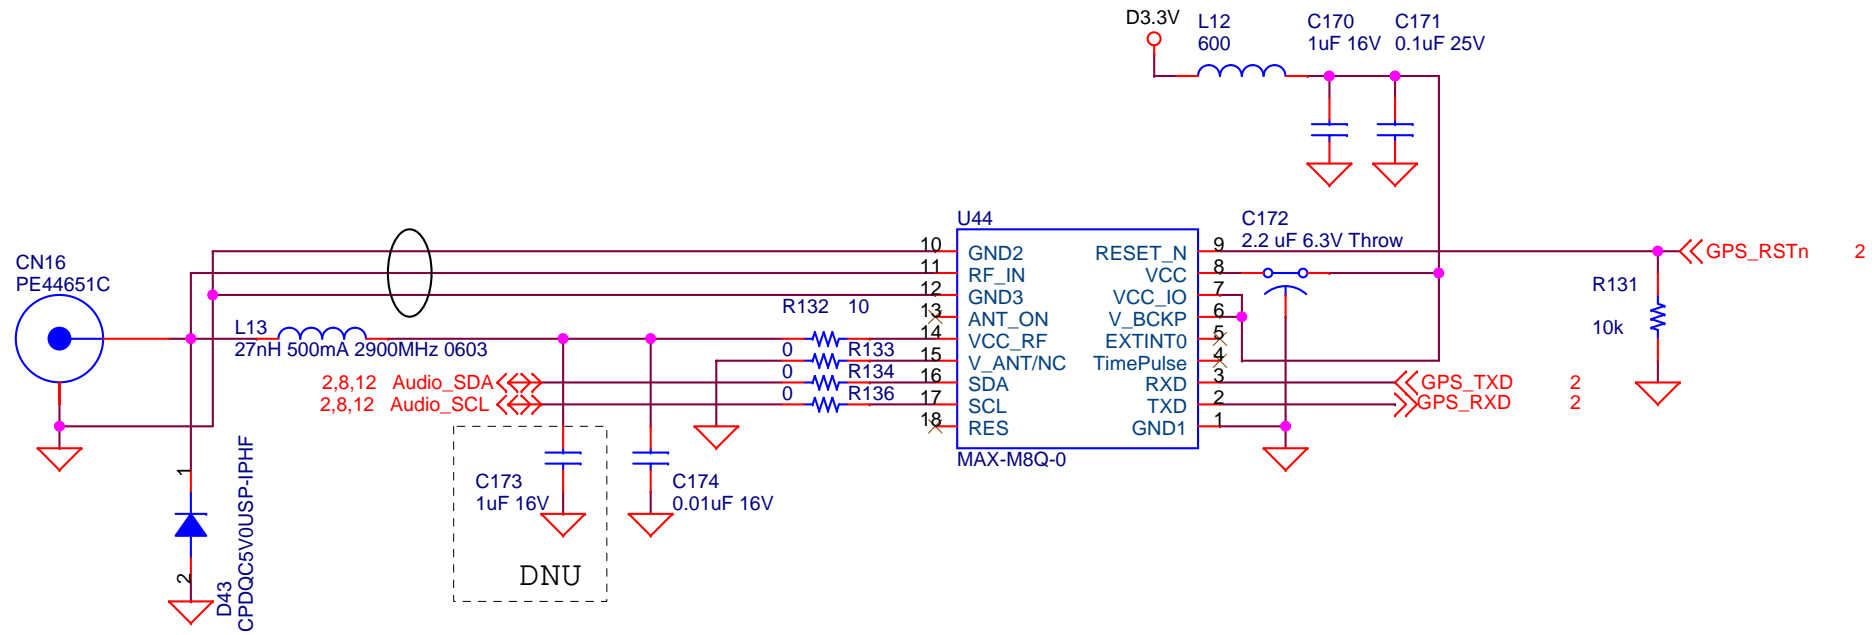 D3.3V
L12
600
C170
1uF 16V
C171
0.1uF 25V
U44
C172
2.2 uF 6.3V Throw
CN16
PE44651C
10 GND2
11 RF_IN
12 GND3
13 ANT_ON
14 VCC_RF
15 V_ANT/NC
16 SDA
17 SCL
18 RES
RESET_N 9
VCC 8
VCC_IO 7
V_BCKP 6
EXTINT0 5
TimePulse 4
RXD 3
TXD 2
GND1 1
MAX-M8Q-0
GPS_RSTn 2
R131
10k
GPS_TXD 2
GPS_RXD 2
R132 10
L13
27nH 500mA 2900MHz 0603
0 R133
0 R134
0 R136
2,8,12 Audio_SDA
2,8,12 Audio_SCL
C173
1uF 16V
DNU
C174
0.01uF 16V
1
2
D43
CPDQC5V0USP-IPHF